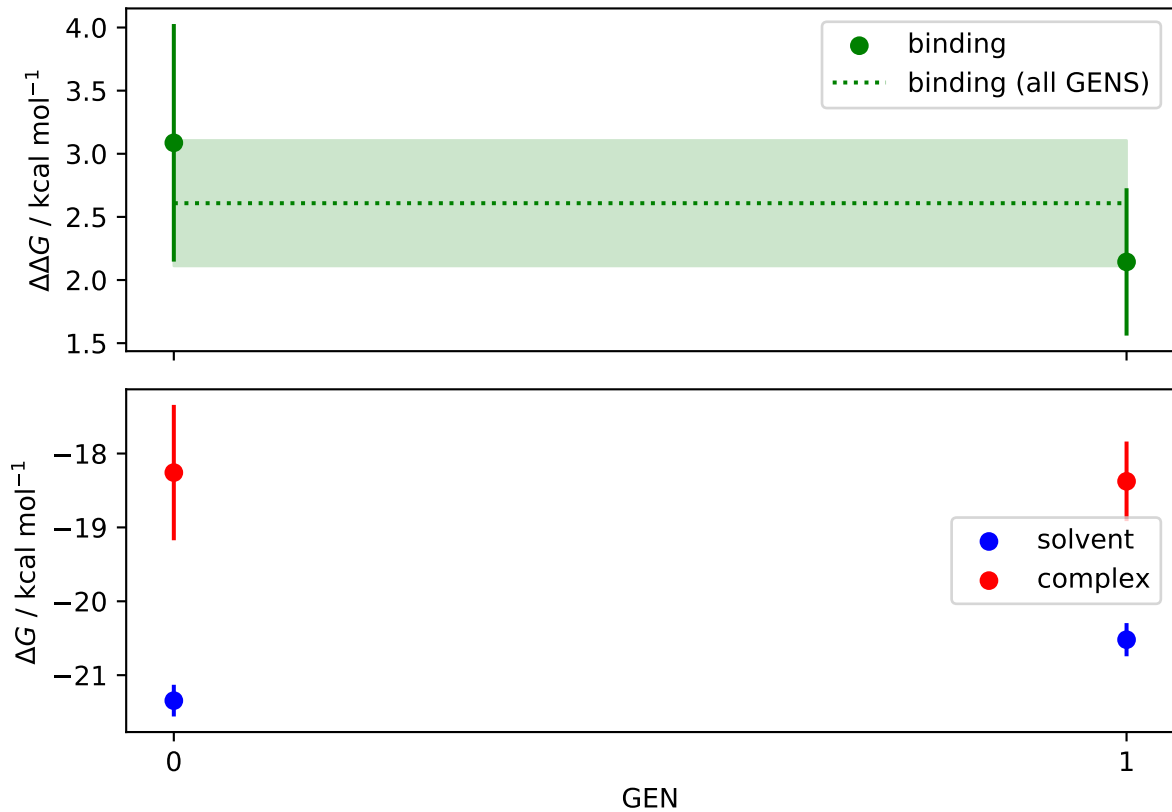 4.0
3.5
3.0
2.5
2.0
1.5
ΔΔG / kcal mol⁻¹
binding
binding (all GENS)
−18
−19
−20
−21
ΔG / kcal mol⁻¹
solvent
complex
0
1
GEN